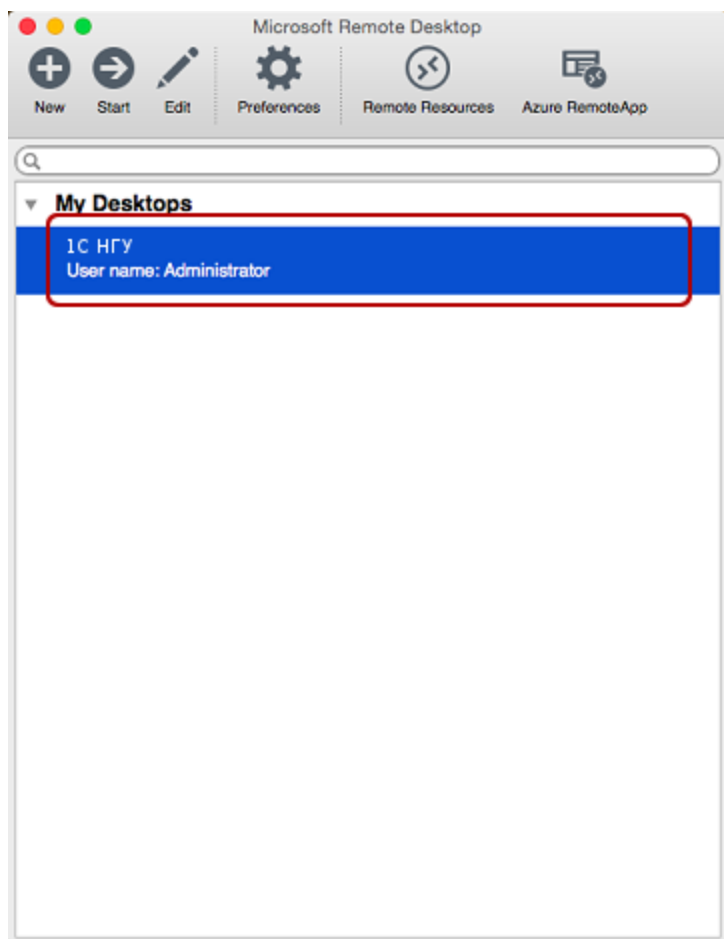 Microsoft Remote Desktop
New Start Edit Preferences Remote Resources Azure RemoteApp
My Desktops
1С НГУ
User name: Administrator